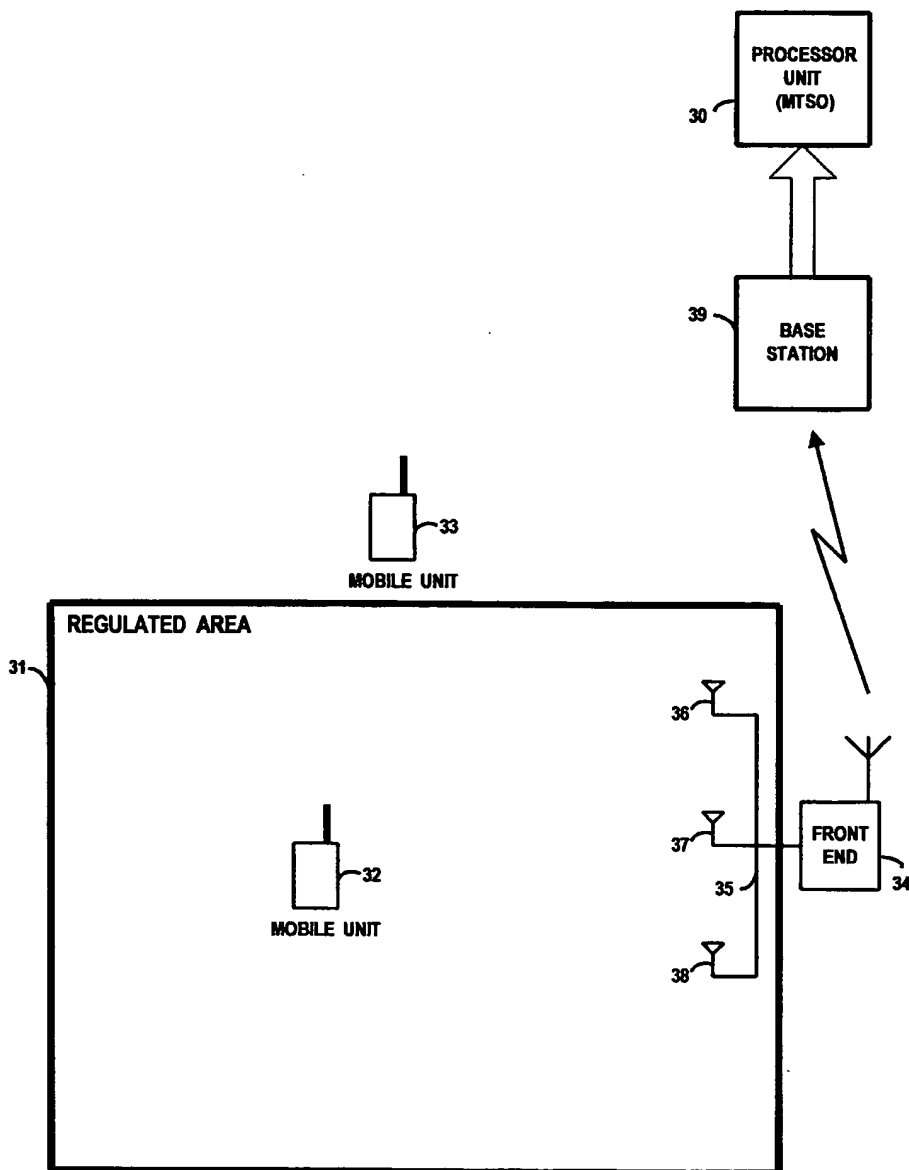 PROCESSOR
UNIT
(MTSO)
30
39
BASE
STATION
33
MOBILE UNIT
REGULATED AREA
31
36
37
FRONT
END
34
35
32
MOBILE UNIT
38